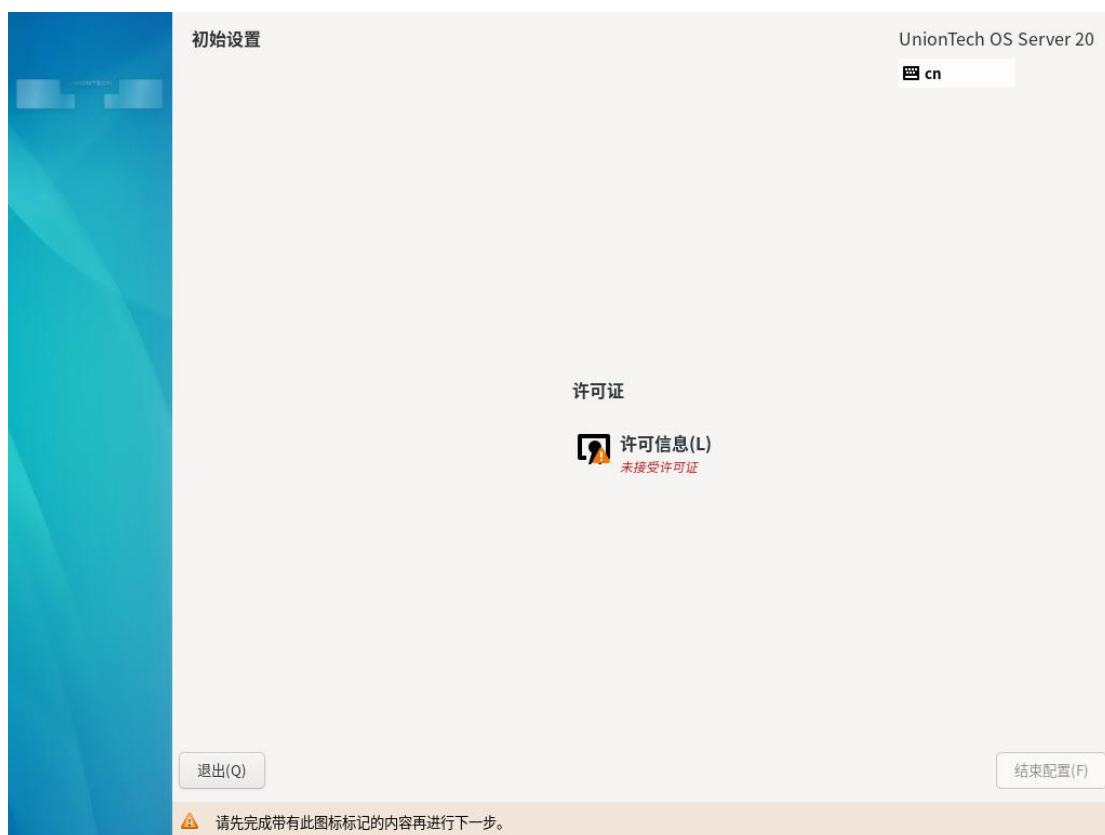 初始设置
UnionTech OS Server 20
cn
许可证
许可信息(L)
未接受许可证
退出(Q)
结束配置(F)
请先完成带有此图标标记的内容再进行下一步。